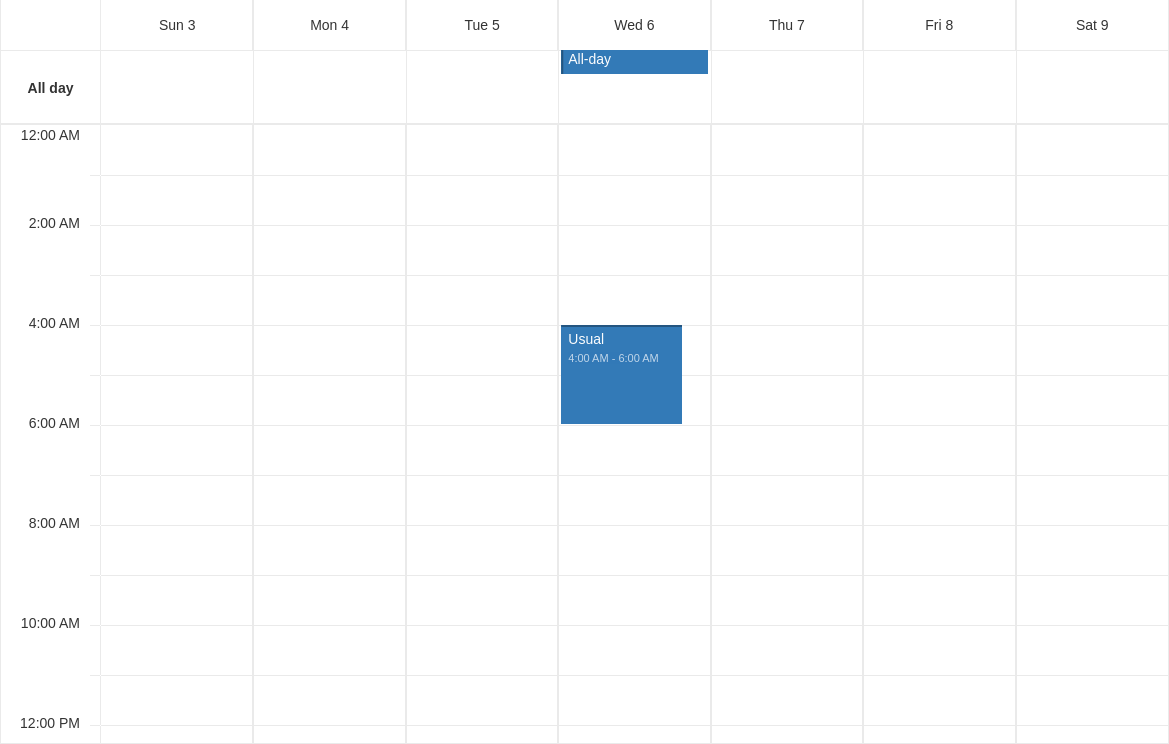 Sun 3 Mon 4 Tue 5 Wed 6 Thu 7 Fri 8 Sat 9
All-day
All day
12:00 AM
2:00 AM
4:00 AM
Usual
4:00 AM - 6:00 AM
6:00 AM
8:00 AM
10:00 AM
12:00 PM